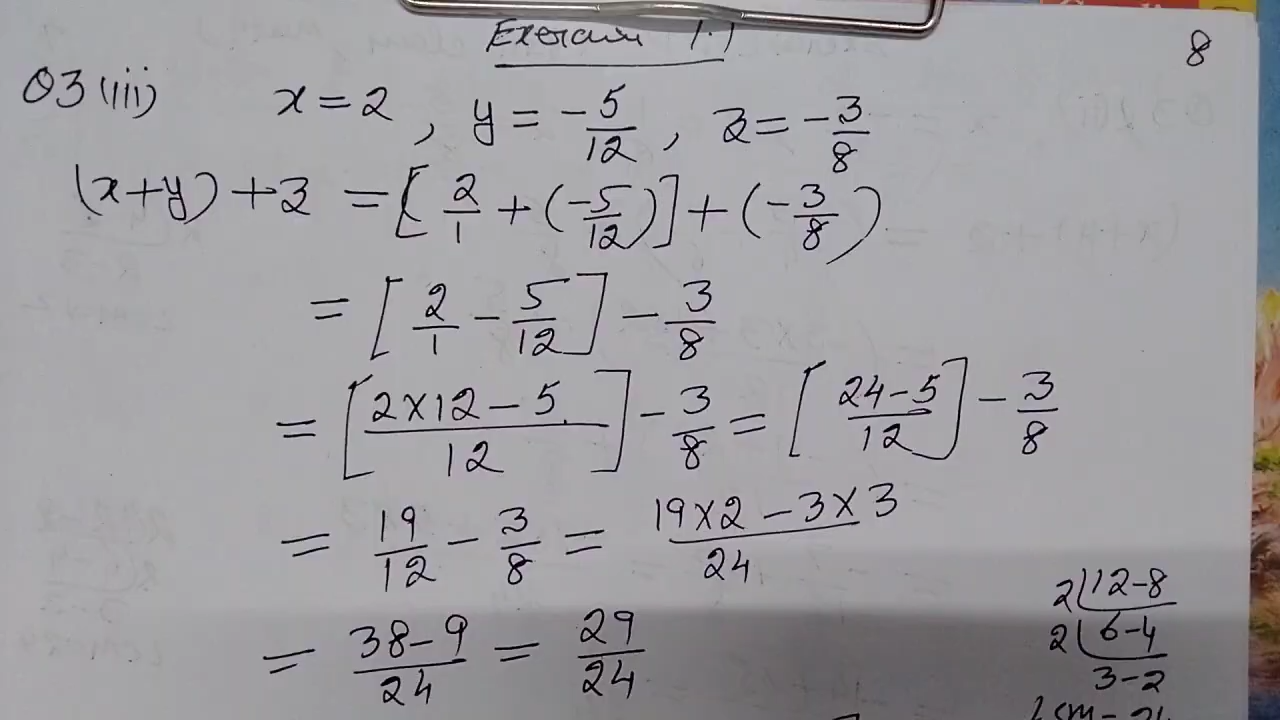 Exercise 1.1
8
Q3 (iii) x = 2 , y = -5/12 , z = -3/8
(x+y) + z = [2/1 + (-5/12)] + (-3/8)
= [2/1 - 5/12] - 3/8
= [2×12 - 5/12] - 3/8 = [24-5/12] - 3/8
= 19/12 - 3/8 = 19×2 - 3×3/24
= 38-9/24 = 29/24
2 12-8
2 6-4
3-2